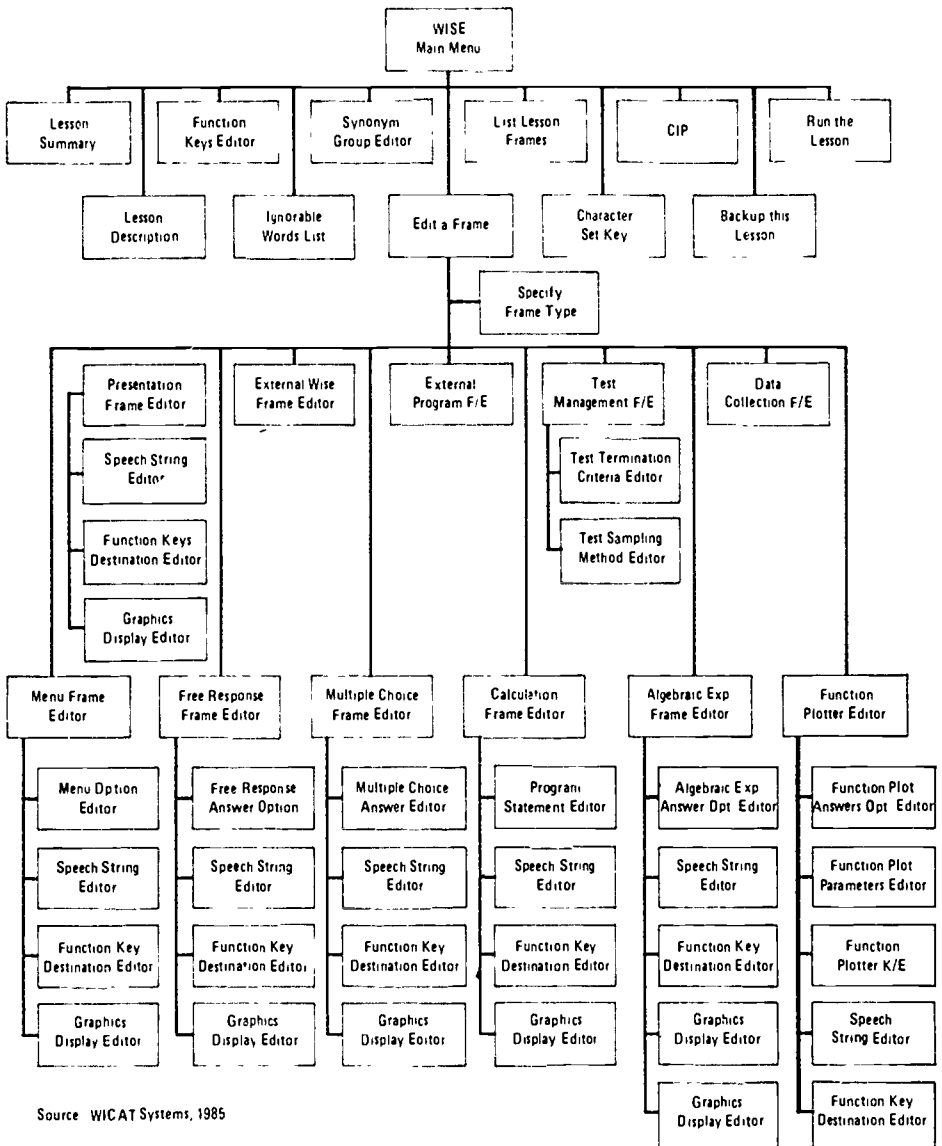 WISE
Main Menu
Lesson
Summary
Function
Keys Editor
Synonym
Group Editor
List Lesson
Frames
CIP
Run the
Lesson
Lesson
Description
Ignorable
Words List
Edit a Frame
Character
Set Key
Backup this
Lesson
Specify
Frame Type
Presentation
Frame Editor
External Wise
Frame Editor
External
Program F/E
Test
Management F/E
Data
Collection F/E
Speech String
Editor
Test Termination
Criteria Editor
Function Keys
Destination Editor
Test Sampling
Method Editor
Graphics
Display Editor
Menu Frame
Editor
Free Response
Frame Editor
Multiple Choice
Frame Editor
Calculation
Frame Editor
Algebraic Exp
Frame Editor
Function
Plotter Editor
Menu Option
Editor
Free Response
Answer Option
Multiple Choice
Answer Editor
Program
Statement Editor
Algebraic Exp
Answer Opt Editor
Function Plot
Answers Opt Editor
Speech String
Editor
Speech String
Editor
Speech String
Editor
Speech String
Editor
Speech String
Editor
Function Plot
Parameters Editor
Function Key
Destination Editor
Function Key
Destination Editor
Function Key
Destination Editor
Function Key
Destination Editor
Function Key
Destination Editor
Function
Plotter K/E
Graphics
Display Editor
Graphics
Display Editor
Graphics
Display Editor
Graphics
Display Editor
Graphics
Display Editor
Speech
String Editor
Graphics
Display Editor
Function Key
Destination Editor
Source WICAT Systems, 1985